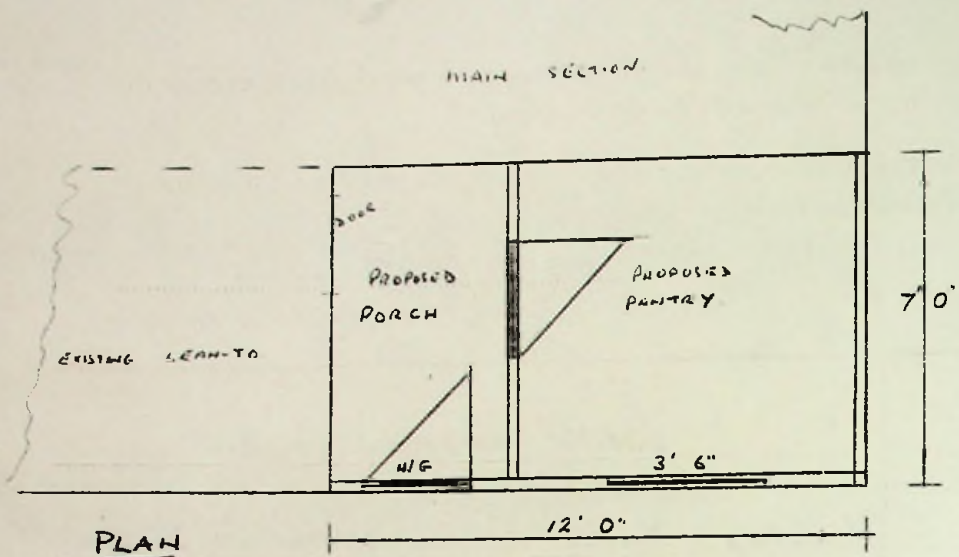 MAIN SECTION
DOOR
PROPOSED
PORCH
PROPOSED
PANTRY
7' 0"
EXISTING LEAN-TO
H/G
3' 6"
12' 0"
PLAN